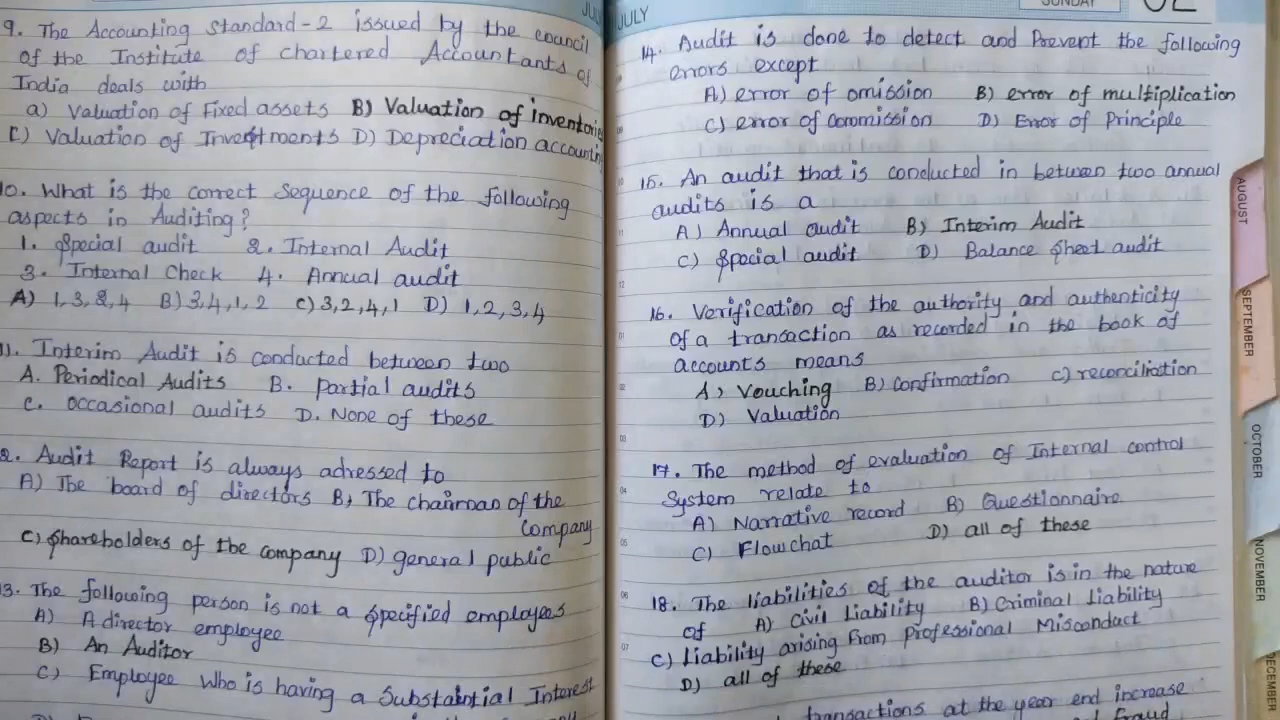 9. The Accounting Standard-2 issued by the council
of the Institute of chartered Accountants of
India deals with
a) Valuation of Fixed assets B) Valuation of inventories
C) Valuation of Investments D) Depreciation accounting
10. What is the correct Sequence of the following
aspects in Auditing?
1. Special audit 2. Internal Audit
3. Internal Check 4. Annual audit
A) 1,3,2,4 B) 3,4,1,2 C) 3,2,4,1 D) 1,2,3,4
11. Interim Audit is conducted between two
A. Periodical Audits B. partial audits
C. occasional audits D. None of these
2. Audit Report is always adressed to
A) The board of directors B, The chairman of the
company
C) Shareholders of the company D) general public
13. The following person is not a specified employees
A) A director employee
B) An Auditor
C) Employee Who is having a Substantial Interest
JULY
SUNDAY 02
14. Audit is done to detect and Prevent the following
errors except
A) error of omission B) error of multiplication
C) error of commission D) Error of Principle
15. An audit that is conducted in between two annual
audits is a
A) Annual audit B) Interim Audit
C) Special audit D) Balance Sheet audit
16. Verification of the authority and authenticity
of a transaction as recorded in the book of
accounts means
A) Vouching B) confirmation C) reconciliation
D) Valuation
17. The method of evaluation of Internal control
System relate to
A) Narrative record B) Questionnaire
C) Flowchat D) all of these
18. The liabilities of the auditor is in the nature
of A) Civil Liability B) Criminal Liability
C) liability arising From Professional Misconduct
D) all of these
transactions at the year end increase
Fraud
AUGUST
SEPTEMBER
OCTOBER
NOVEMBER
DECEMBER